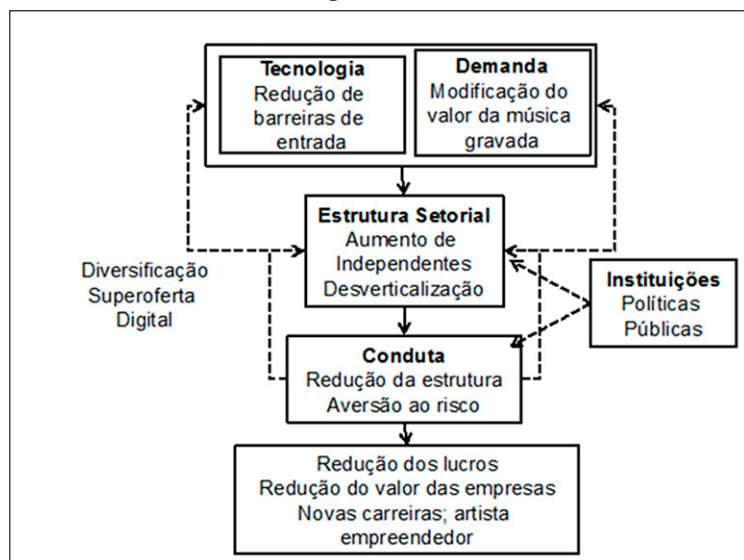 Tecnologia
Redução de
barreiras de
entrada
Demanda
Modificação do
valor da música
gravada
Estrutura Setorial
Aumento de
Independentes
Desverticalização
Diversificação
Superoferta
Digital
Instituições
Políticas
Públicas
Conduta
Redução da estrutura
Aversão ao risco
Redução dos lucros
Redução do valor das empresas
Novas carreiras; artista
empreendedor